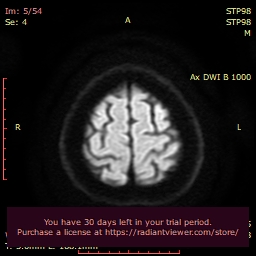 Im: 5/54
Se: 4
A
STP98
STP98
M
Ax DWI B 1000
R
L
You have 30 days left in your trial period.
Purchase a license at https://radiantviewer.com/store/